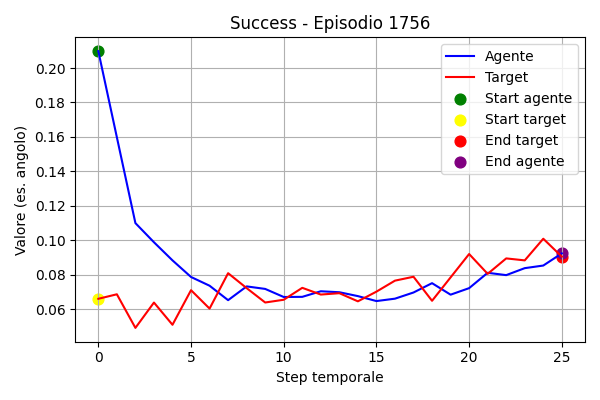 Success - Episodio 1756
Valore (es. angolo)
0.20
0.18
0.16
0.14
0.12
0.10
0.08
0.06
Agente
Target
Start agente
Start target
End target
End agente
0 5 10 15 20 25
Step temporale